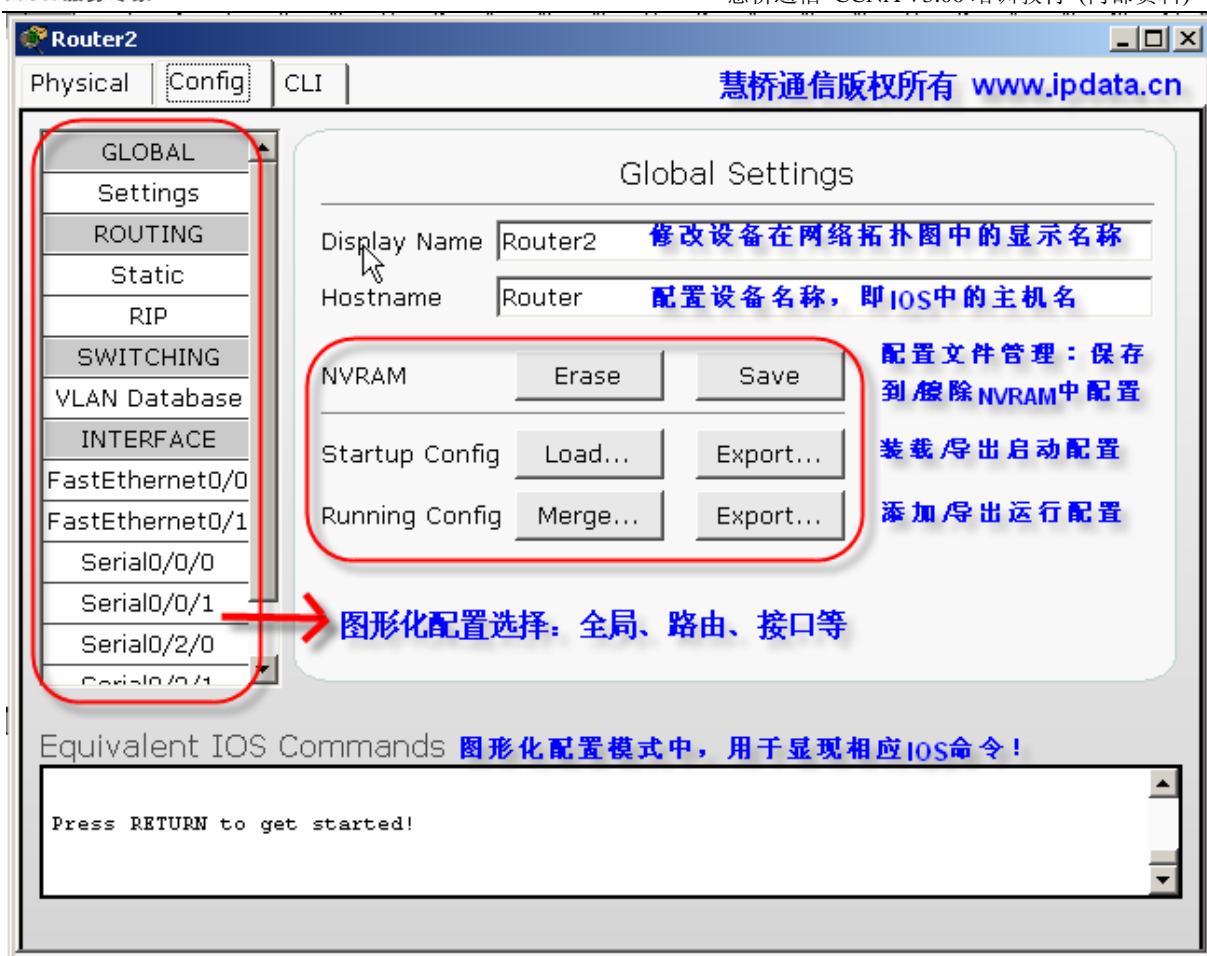 Router2
Physical Config CLI 慧桥通信版权所有 www.ipdata.cn
GLOBAL
Settings
ROUTING
Static
RIP
SWITCHING
VLAN Database
INTERFACE
FastEthernet0/0
FastEthernet0/1
Serial0/0/0
Serial0/0/1
Serial0/2/0
Serial0/2/1
Global Settings
Display Name Router2 修改设备在网络拓扑图中的显示名称
Hostname Router 配置设备名称，即IOS中的主机名
NVRAM Erase Save
配置文件管理：保存
到/擦除NVRAM中配置
Startup Config Load... Export... 装载/导出启动配置
Running Config Merge... Export... 添加/导出运行配置
图形化配置选择：全局、路由、接口等
Equivalent IOS Commands 图形化配置模式中，用于显现相应IOS命令！
Press RETURN to get started!